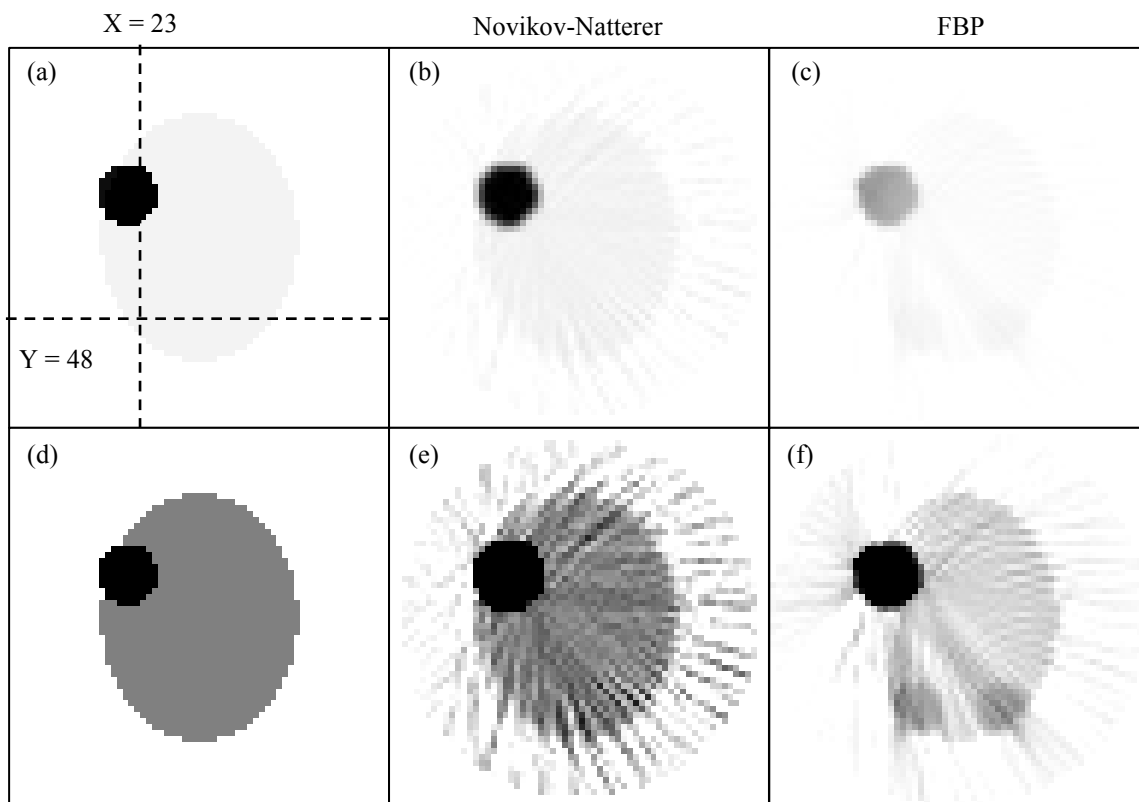 X = 23
Novikov-Natterer
FBP
(a)
(b)
(c)
Y = 48
(d)
(e)
(f)